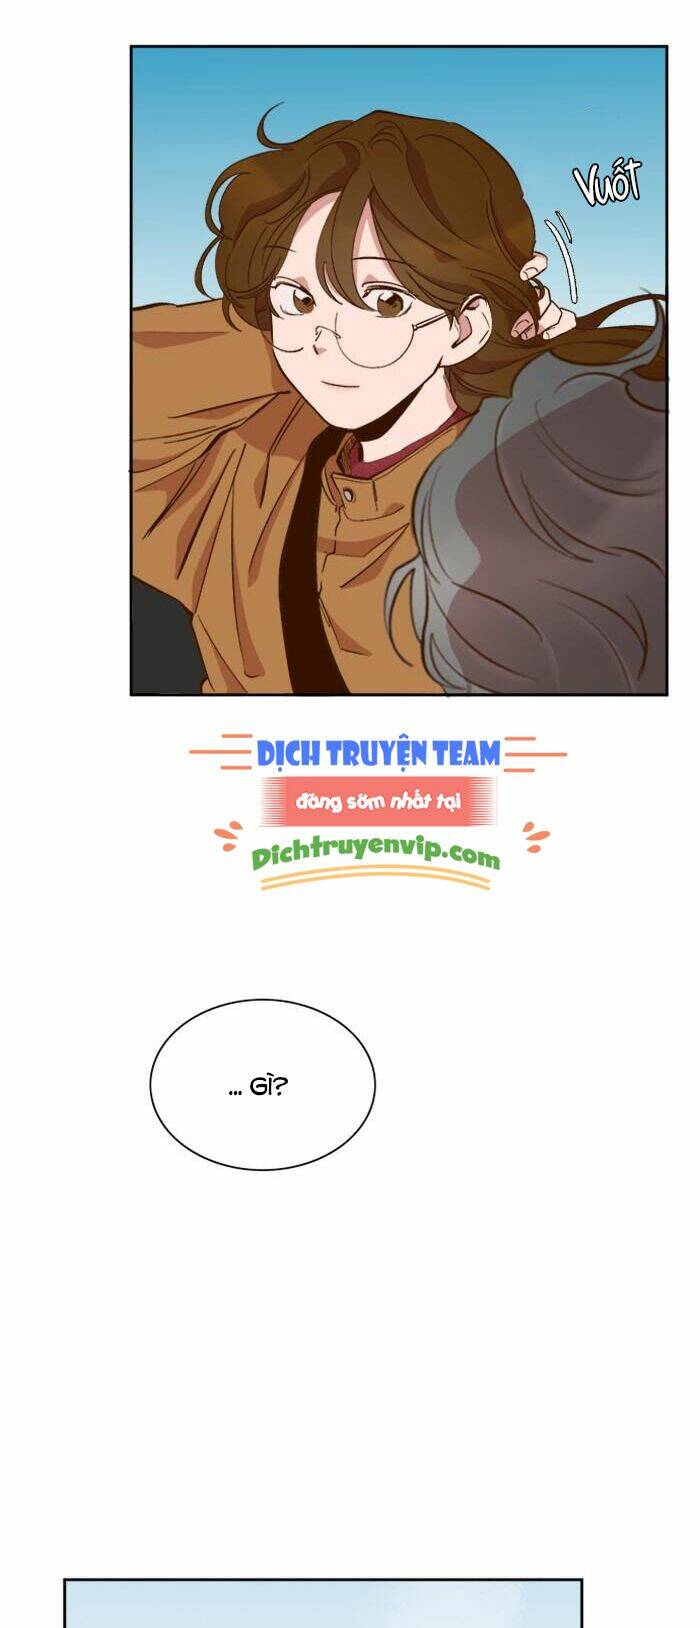 Vuốt
DỊCH TRUYỆN TEAM
đăng sớm nhất tại
Dichtruyenvip.com
... GÌ?